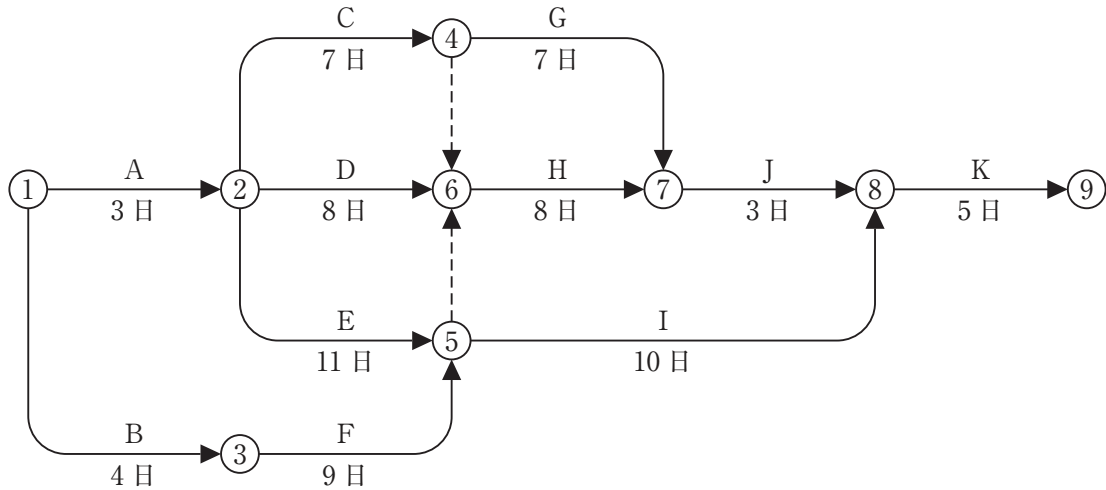 C G
④
7 日 7 日
A D H J K
① ② ⑥ ⑦ ⑧ ⑨
3 日 8 日 8 日 3 日 5 日
E I
⑤
11 日 10 日
B F
③
4 日 9 日